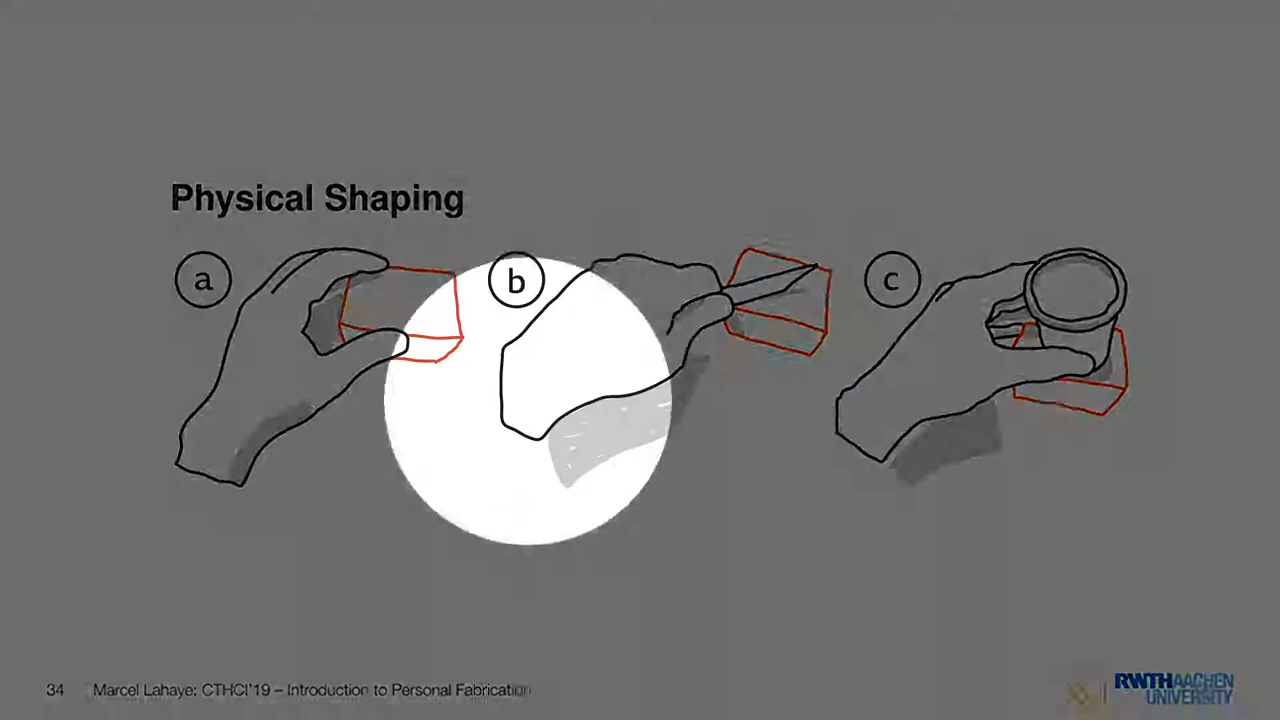 Physical Shaping
a
b
c
34 Marcel Lahaye: CTHCI'19 – Introduction to Personal Fabrication
RWTHAACHEN
UNIVERSITY